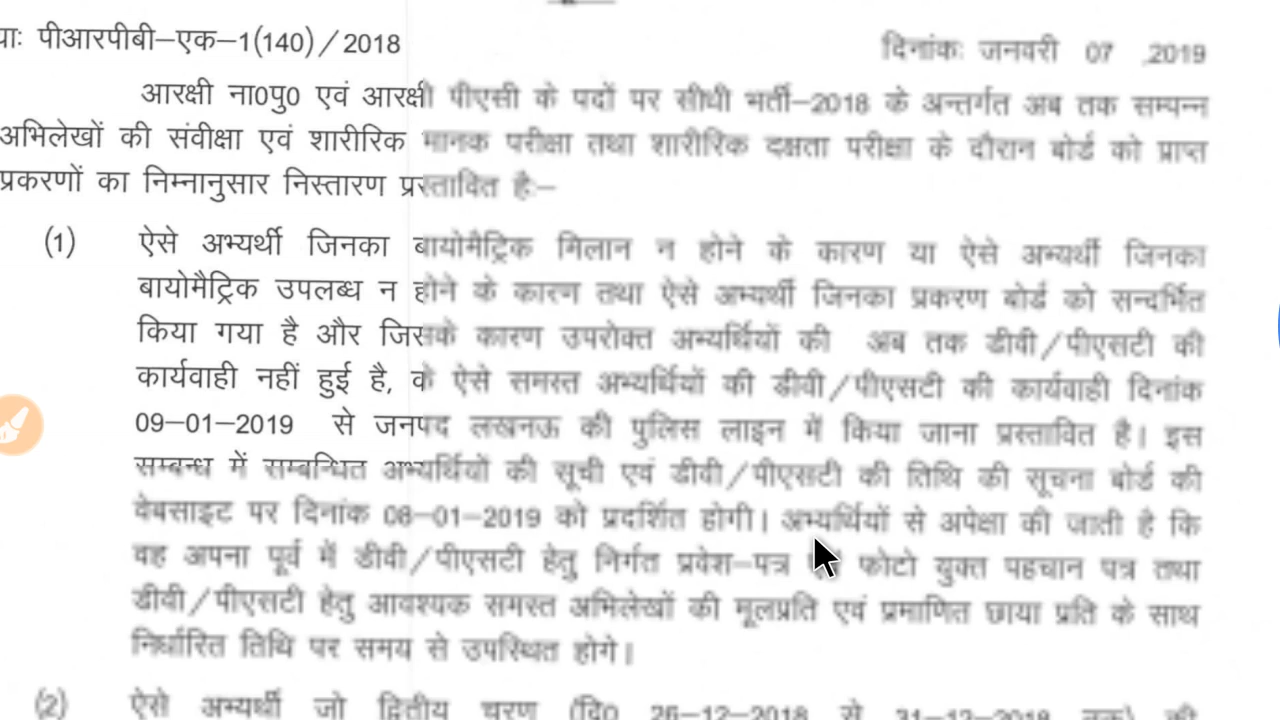 याः पीआरपीबी–एक–1(140)/2018 दिनांकः जनवरी 07 ,2019
आरक्षी ना0पु0 एवं आरक्षी पीएसी के पदों पर सीधी भर्ती–2018 के अन्तर्गत अब तक सम्पन्न
अभिलेखों की संवीक्षा एवं शारीरिक मानक परीक्षा तथा शारीरिक दक्षता परीक्षा के दौरान बोर्ड को प्राप्त
प्रकरणों का निम्नानुसार निस्तारण प्रस्तावित हैः–
(1) ऐसे अभ्यर्थी जिनका बायोमैट्रिक मिलान न होने के कारण या ऐसे अभ्यर्थी जिनका
बायोमैट्रिक उपलब्ध न होने के कारण तथा ऐसे अभ्यर्थी जिनका प्रकरण बोर्ड को सन्दर्भित
किया गया है और जिसके कारण उपरोक्त अभ्यर्थियों की अब तक डीवी/पीएसटी की
कार्यवाही नहीं हुई है, के ऐसे समस्त अभ्यर्थियों की डीवी/पीएसटी की कार्यवाही दिनांक
09–01–2019 से जनपद लखनऊ की पुलिस लाइन में किया जाना प्रस्तावित है। इस
सम्बन्ध में सम्बन्धित अभ्यर्थियों की सूची एवं डीवी/पीएसटी की तिथि की सूचना बोर्ड की
वेबसाइट पर दिनांक 08–01–2019 को प्रदर्शित होगी। अभ्यर्थियों से अपेक्षा की जाती है कि
वह अपना पूर्व में डीवी/पीएसटी हेतु निर्गत प्रवेश–पत्र एवं फोटो युक्त पहचान पत्र तथा
डीवी/पीएसटी हेतु आवश्यक समस्त अभिलेखों की मूलप्रति एवं प्रमाणित छाया प्रति के साथ
निर्धारित तिथि पर समय से उपस्थित होगे।
(2) ऐसे अभ्यर्थी जो द्वितीय चरण (दि0 26–12–2018 से 31–12–2018 तक) की